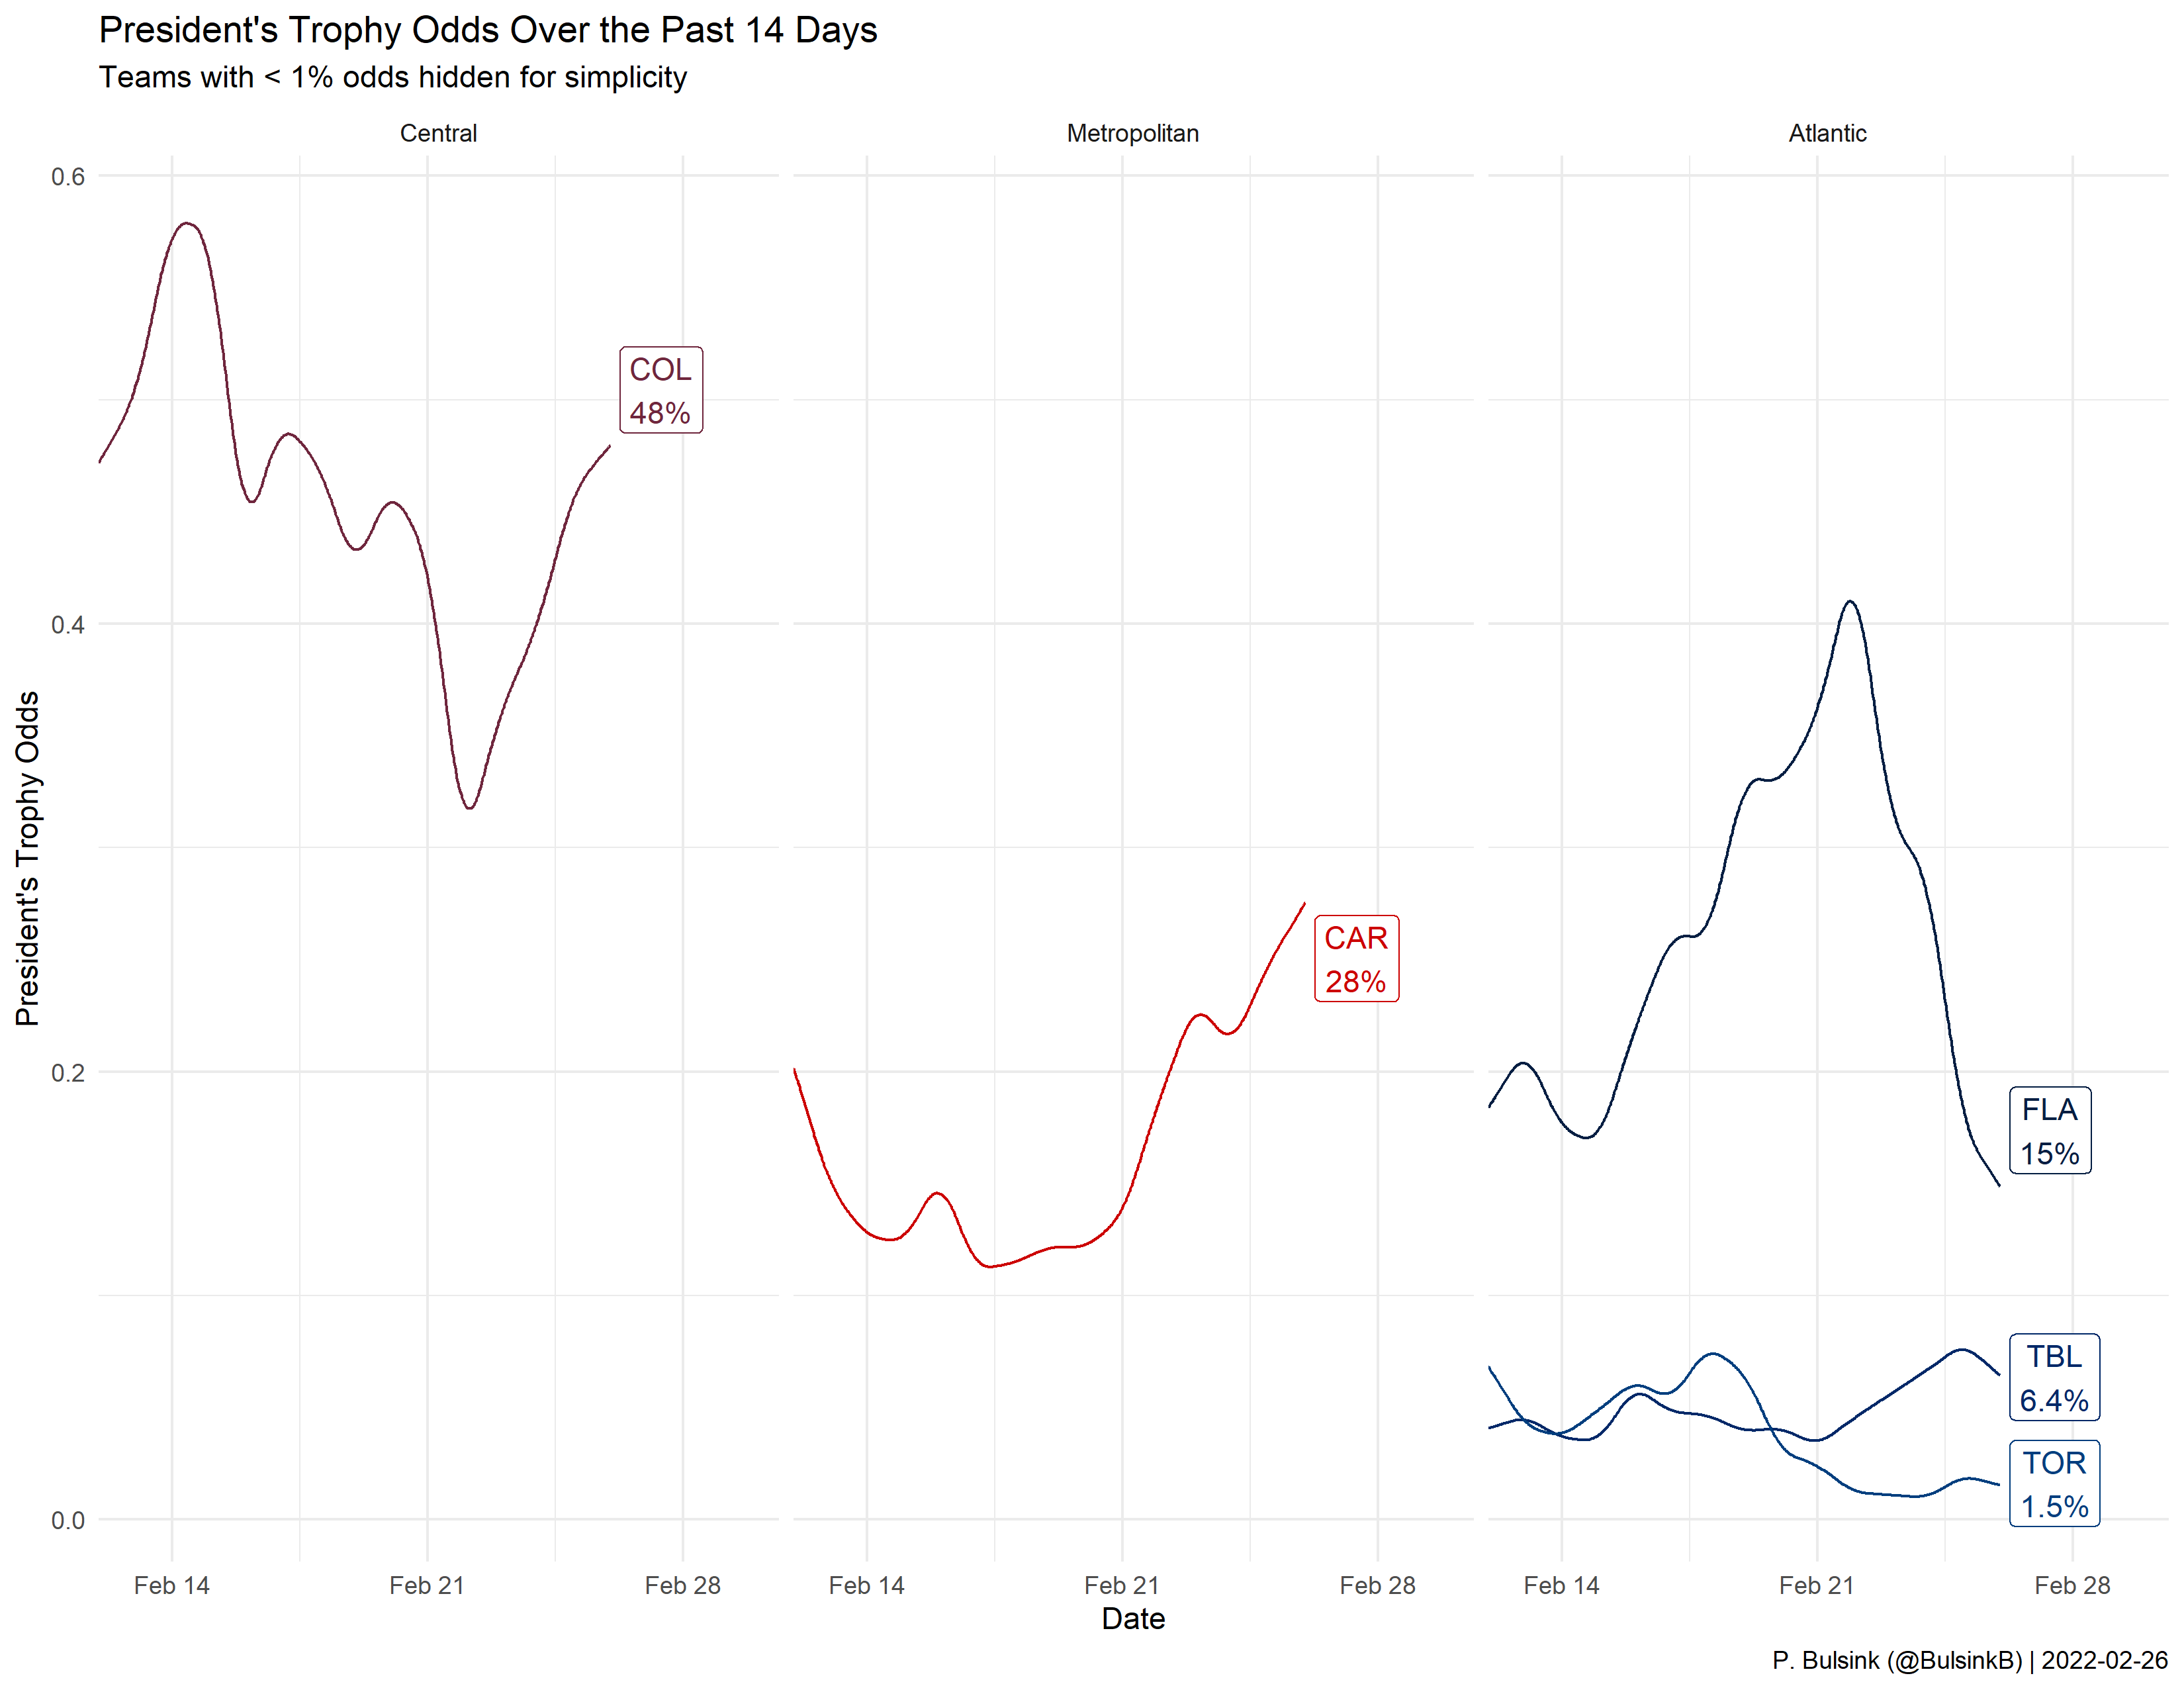 President's Trophy Odds Over the Past 14 Days
Teams with < 1% odds hidden for simplicity
Central
Metropolitan
Atlantic
President's Trophy Odds
0.6
0.4
0.2
0.0
COL
48%
CAR
28%
FLA
15%
TBL
6.4%
TOR
1.5%
Feb 14
Feb 21
Feb 28
Feb 14
Feb 21
Feb 28
Feb 14
Feb 21
Feb 28
Date
P. Bulsink (@BulsinkB) | 2022-02-26